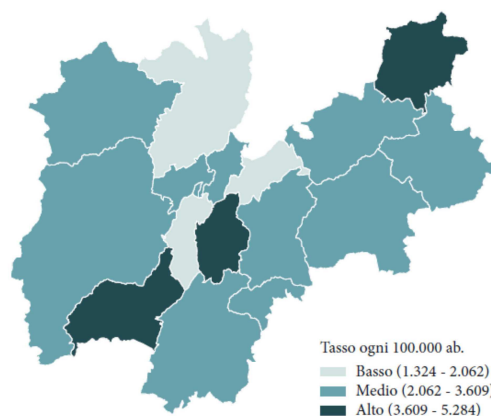 Tasso ogni 100.000 ab.
Basso (1.324 - 2.062)
Medio (2.062 - 3.609)
Alto (3.609 - 5.284)